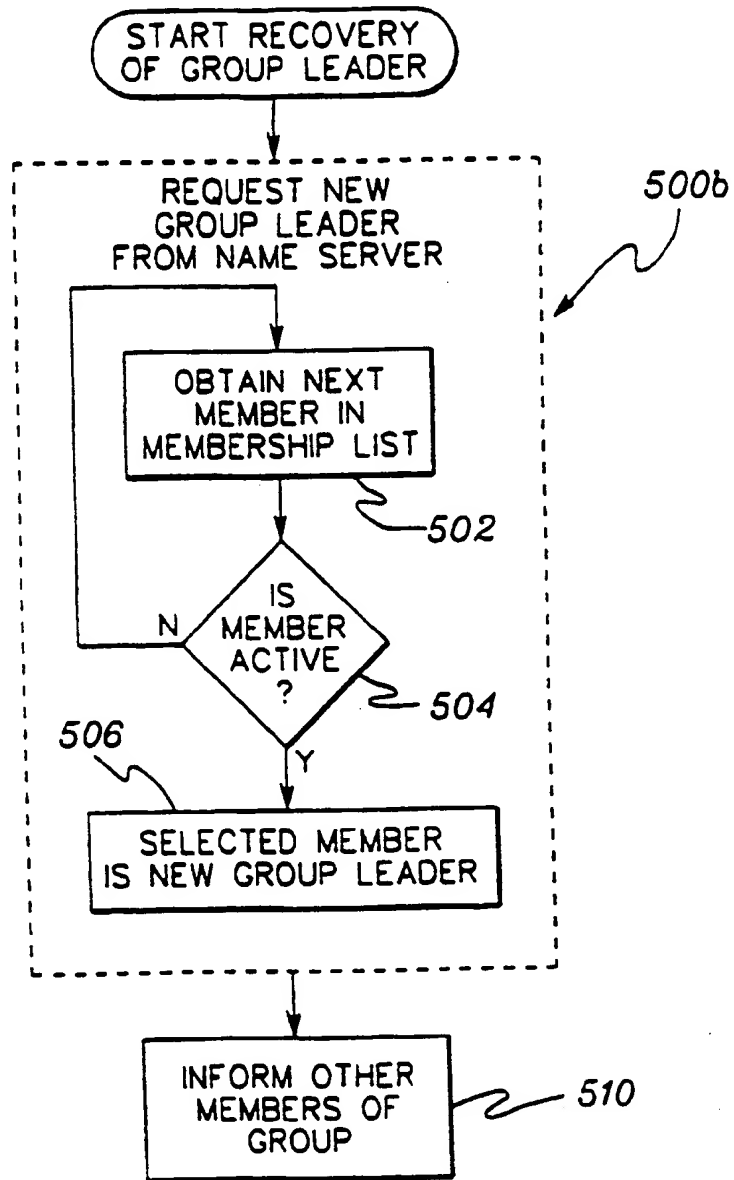 START RECOVERY
OF GROUP LEADER
REQUEST NEW
GROUP LEADER
FROM NAME SERVER
500b
OBTAIN NEXT
MEMBER IN
MEMBERSHIP LIST
502
IS
MEMBER
ACTIVE
?
N
504
Y
506
SELECTED MEMBER
IS NEW GROUP LEADER
INFORM OTHER
MEMBERS OF
GROUP
510